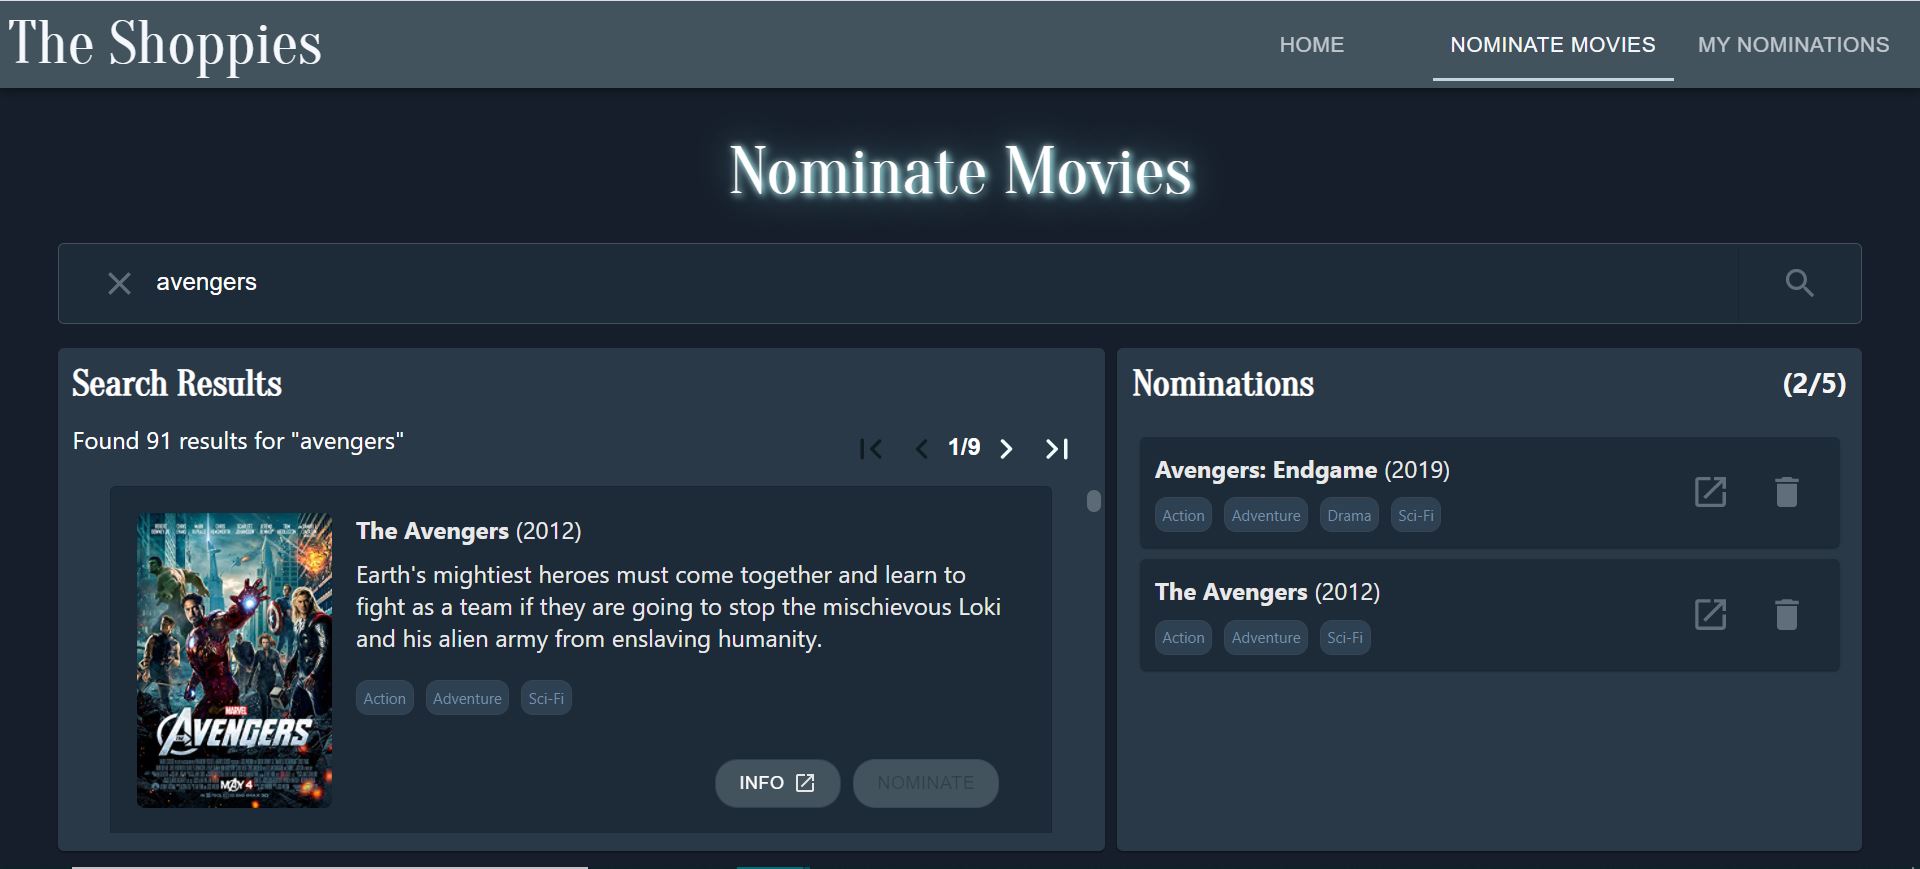 The Shoppies
HOME
NOMINATE MOVIES
MY NOMINATIONS
Nominate Movies
avengers
Search Results
Found 91 results for "avengers"
1/9
The Avengers (2012)
Earth's mightiest heroes must come together and learn to
fight as a team if they are going to stop the mischievous Loki
and his alien army from enslaving humanity.
Action
Adventure
Sci-Fi
MARVEL
AVENGERS
MAY 4
INFO
NOMINATE
Nominations
(2/5)
Avengers: Endgame (2019)
Action
Adventure
Drama
Sci-Fi
The Avengers (2012)
Action
Adventure
Sci-Fi